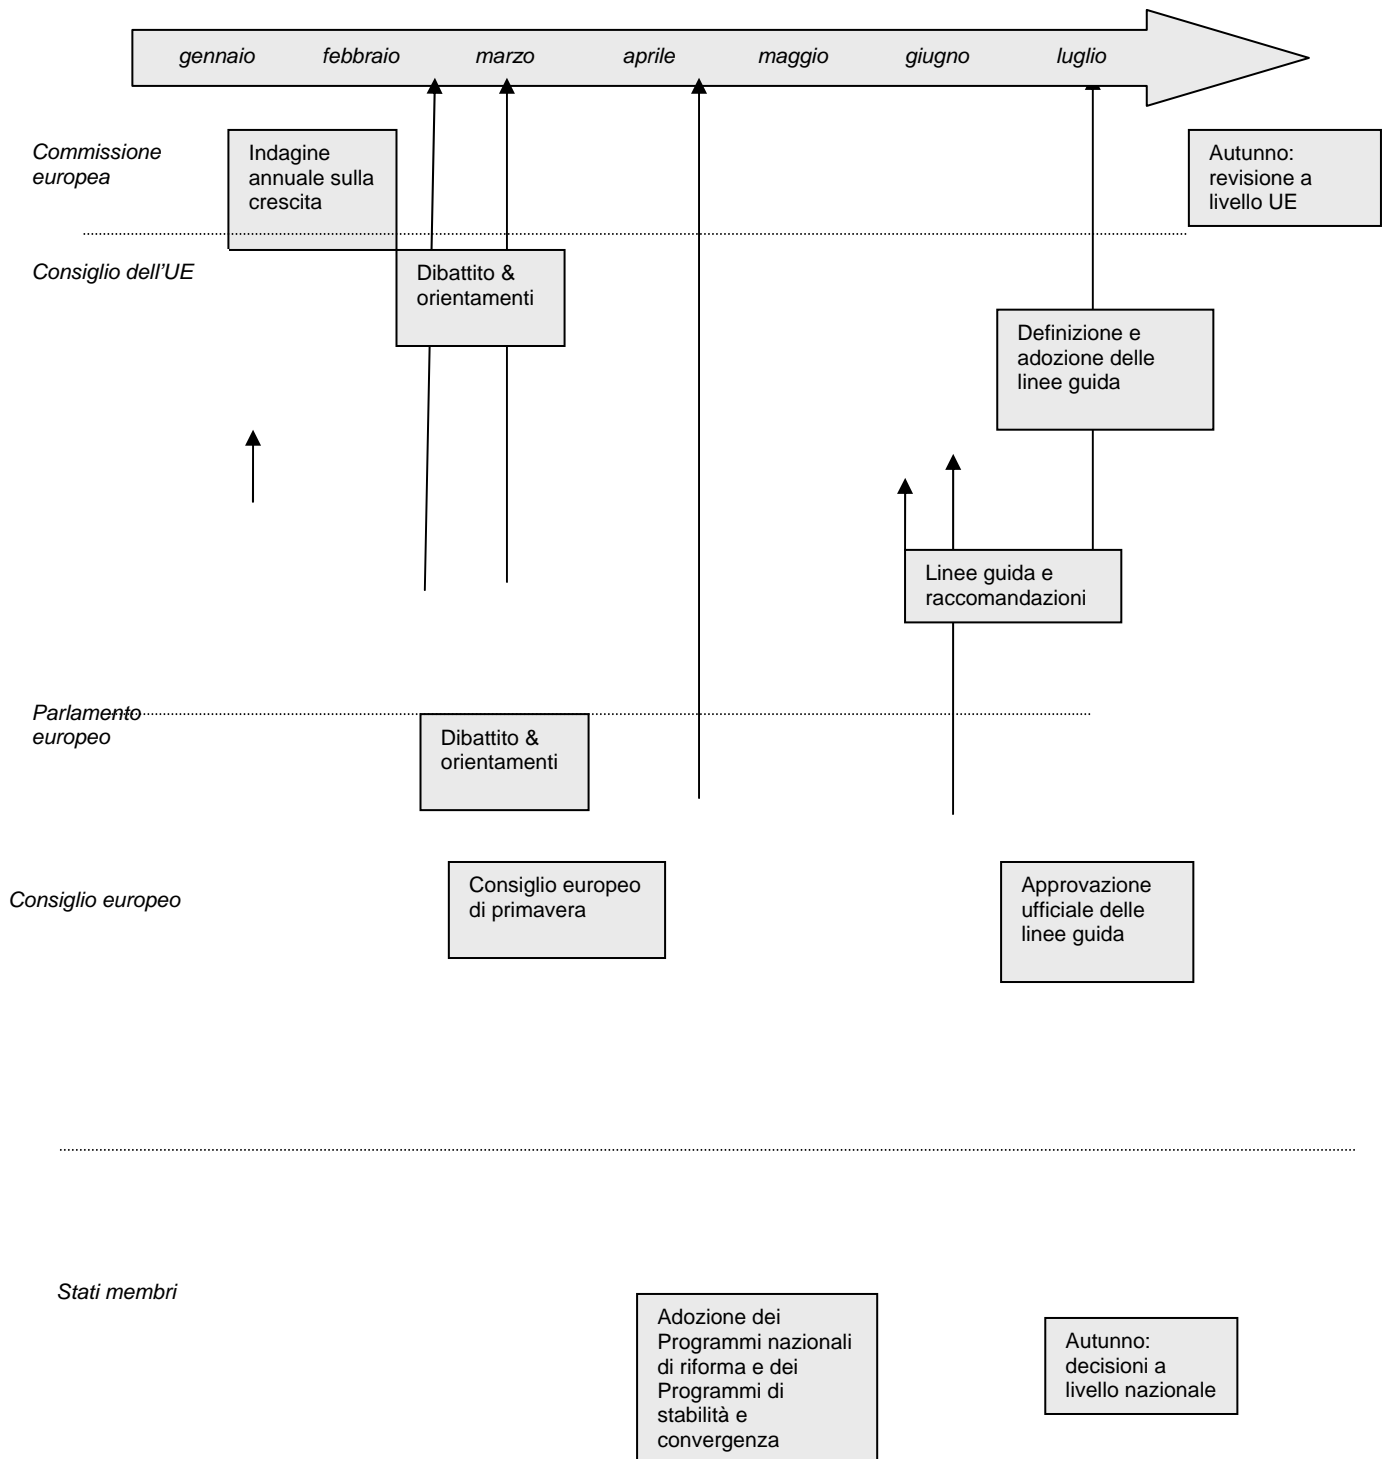 gennaio febbraio marzo aprile maggio giugno luglio
Commissione
europea
Indagine
annuale sulla
crescita
Autunno:
revisione a
livello UE
Consiglio dell'UE
Dibattito &
orientamenti
Definizione e
adozione delle
linee guida
Linee guida e
raccomandazioni
Parlamento
europeo
Dibattito &
orientamenti
Consiglio europeo
Consiglio europeo
di primavera
Approvazione
ufficiale delle
linee guida
Stati membri
Adozione dei
Programmi nazionali
di riforma e dei
Programmi di
stabilità e
convergenza
Autunno:
decisioni a
livello nazionale